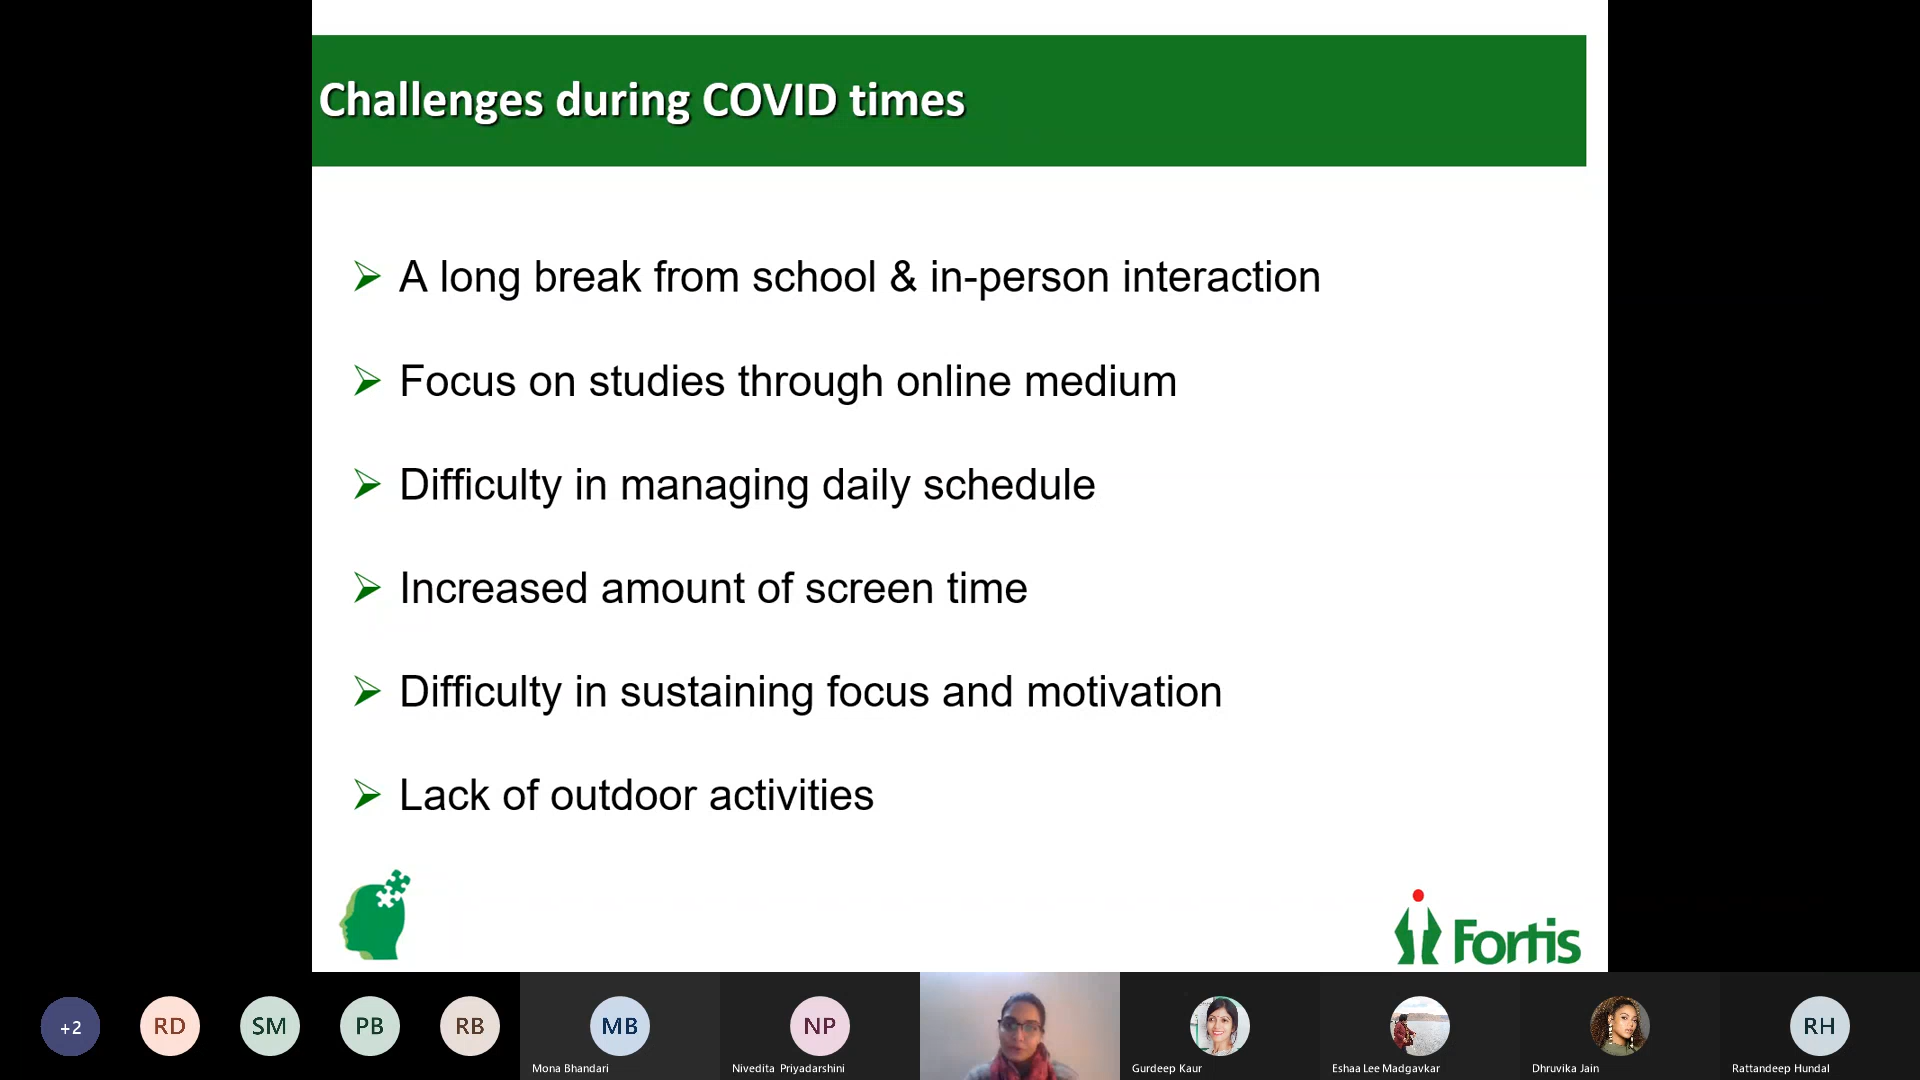 Challenges during COVID times
A long break from school & in-person interaction
Focus on studies through online medium
Difficulty in managing daily schedule
Increased amount of screen time
Difficulty in sustaining focus and motivation
Lack of outdoor activities
Fortis
+2
RD
SM
PB
RB
MB
NP
RH
Mona Bhandari
Nivedita Priyadarshini
Gurdeep Kaur
Eshaa Lee Madgavkar
Dhruvika Jain
Rattandeep Hundal